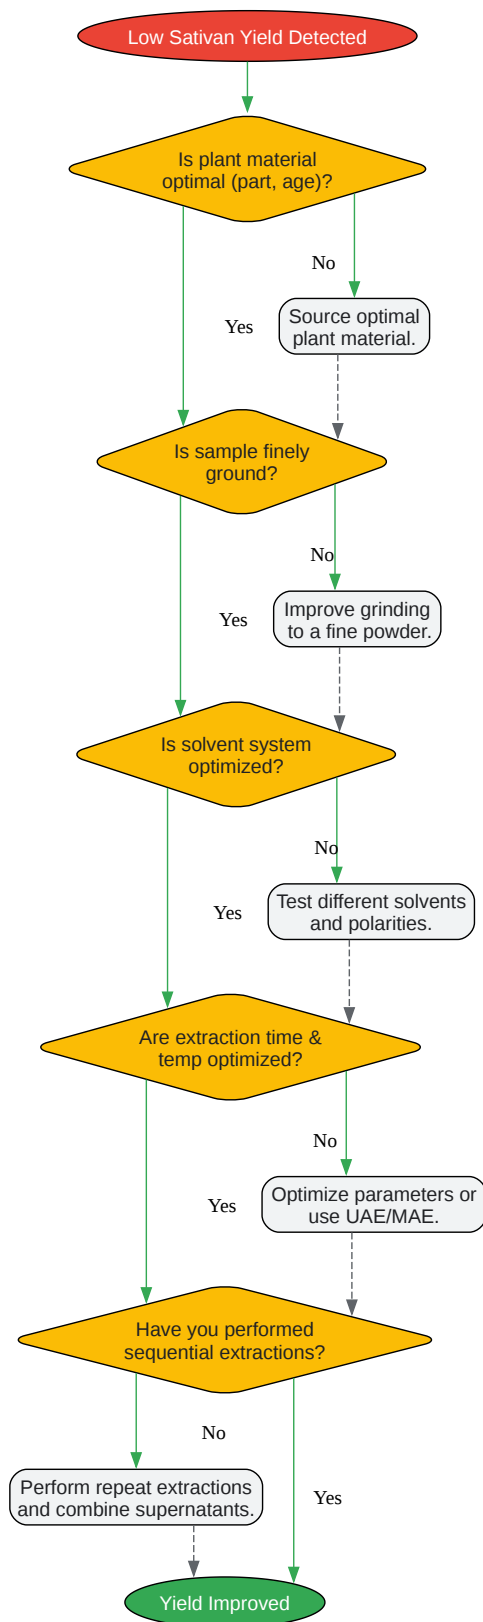 Low Sativan Yield Detected
Is plant material
optimal (part, age)?
No
Yes
Source optimal
plant material.
Is sample finely
ground?
No
Yes
Improve grinding
to a fine powder.
Is solvent system
optimized?
No
Yes
Test different solvents
and polarities.
Are extraction time &
temp optimized?
No
Yes
Optimize parameters or
use UAE/MAE.
Have you performed
sequential extractions?
No
Perform repeat extractions
and combine supernatants.
Yes
Yield Improved